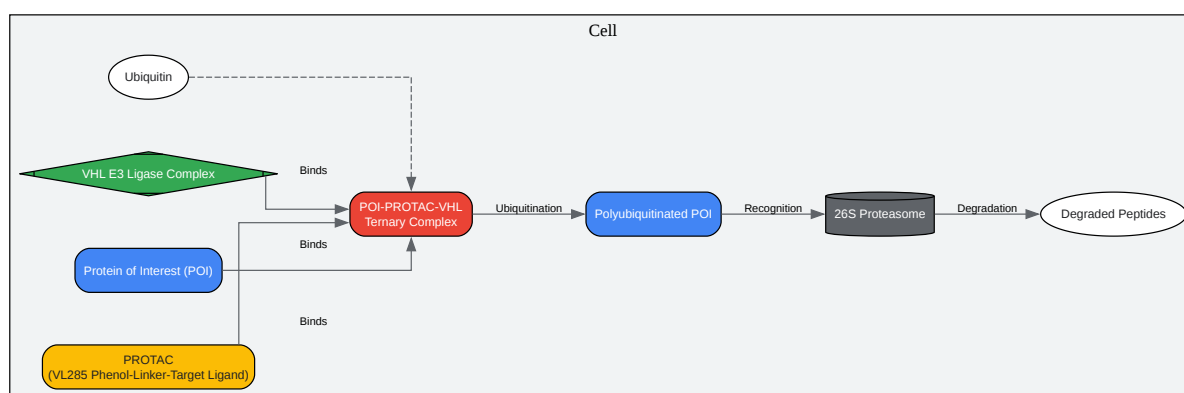 Cell
Ubiquitin
VHL E3 Ligase Complex
Binds
POI-PROTAC-VHL
Ternary Complex
Ubiquitination
Polyubiquitinated POI
Recognition
26S Proteasome
Degradation
Degraded Peptides
Binds
Protein of Interest (POI)
Binds
PROTAC
(VL285 Phenol-Linker-Target Ligand)